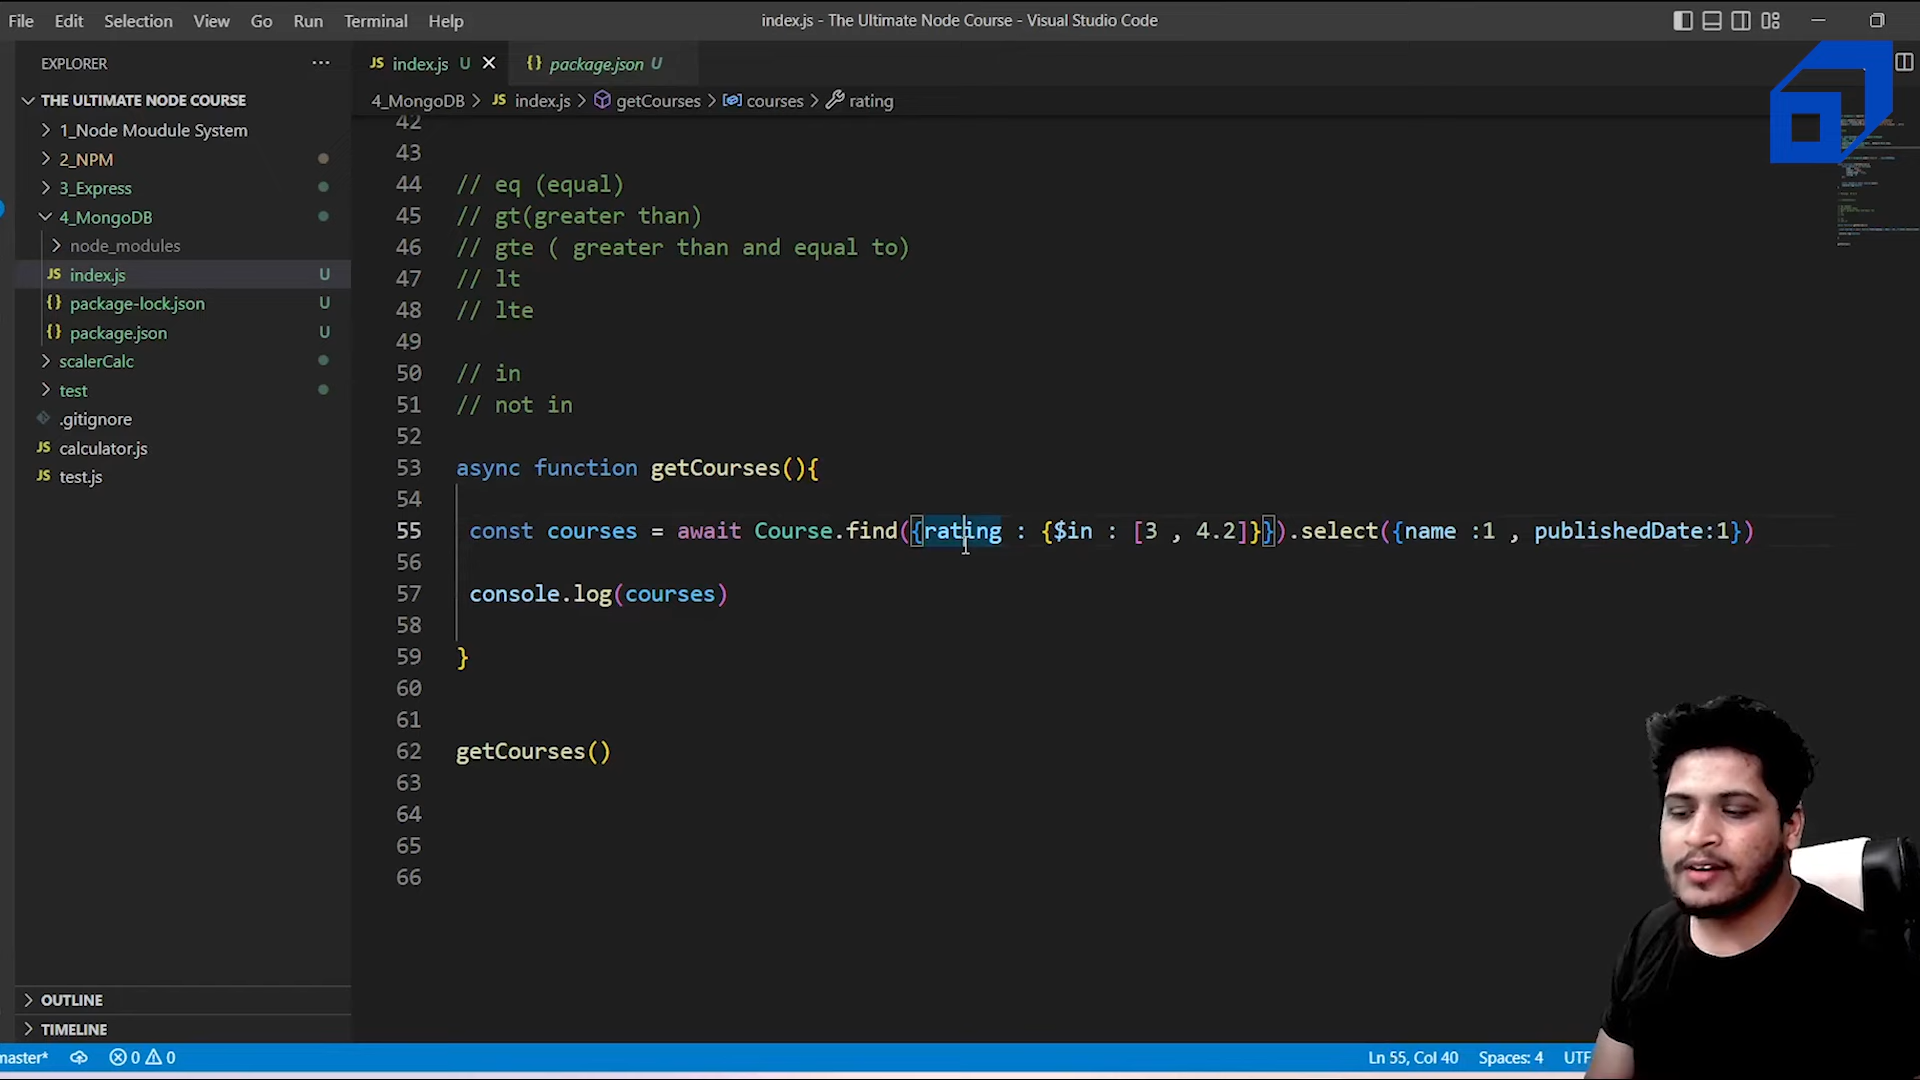 File Edit Selection View Go Run Terminal Help
index.js - The Ultimate Node Course - Visual Studio Code
EXPLORER
THE ULTIMATE NODE COURSE
1_Node Moudule System
2_NPM
3_Express
4_MongoDB
node_modules
JS index.js U
{} package-lock.json U
{} package.json U
scalerCalc
test
.gitignore
JS calculator.js
JS test.js
OUTLINE
TIMELINE
JS index.js U
{} package.json U
4_MongoDB > JS index.js > getCourses > courses > rating
42
43
44 // eq (equal)
45 // gt(greater than)
46 // gte ( greater than and equal to)
47 // lt
48 // lte
49
50 // in
51 // not in
52
53 async function getCourses(){
54
55 const courses = await Course.find({rating : {$in : [3 , 4.2]}}).select({name :1 , publishedDate:1})
56
57 console.log(courses)
58
59 }
60
61
62 getCourses()
63
64
65
66
master* 0 0
Ln 55, Col 40 Spaces: 4 UTF